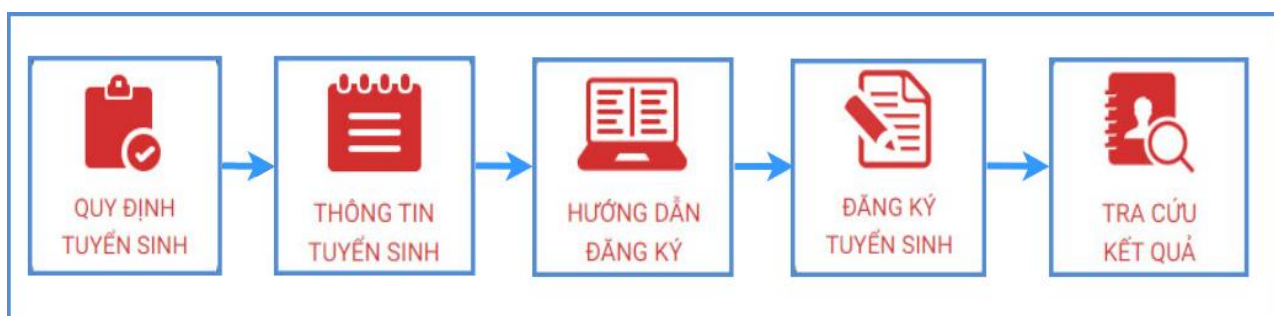 QUY ĐỊNH
TUYỂN SINH
THÔNG TIN
TUYỂN SINH
HƯỚNG DẪN
ĐĂNG KÝ
ĐĂNG KÝ
TUYỂN SINH
TRA CỨU
KẾT QUẢ